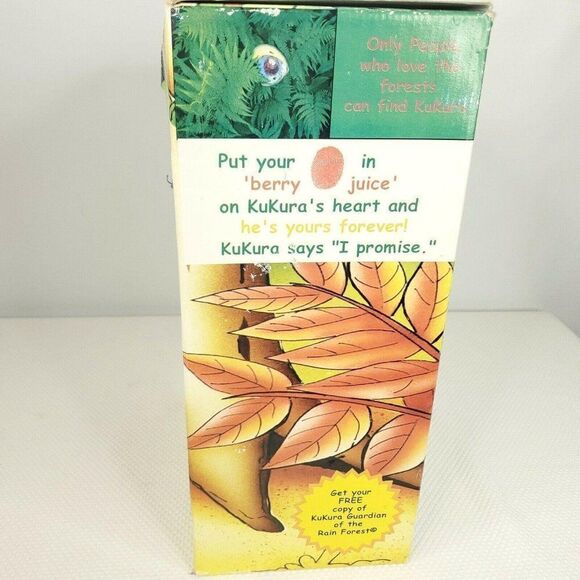 Only People
who love the
forests
can find KuKura
Put your in
'berry juice'
on KuKura's heart and
he's yours forever!
KuKura says "I promise."
Get your
FREE
copy of
KuKura Guardian
of the
Rain Forest©